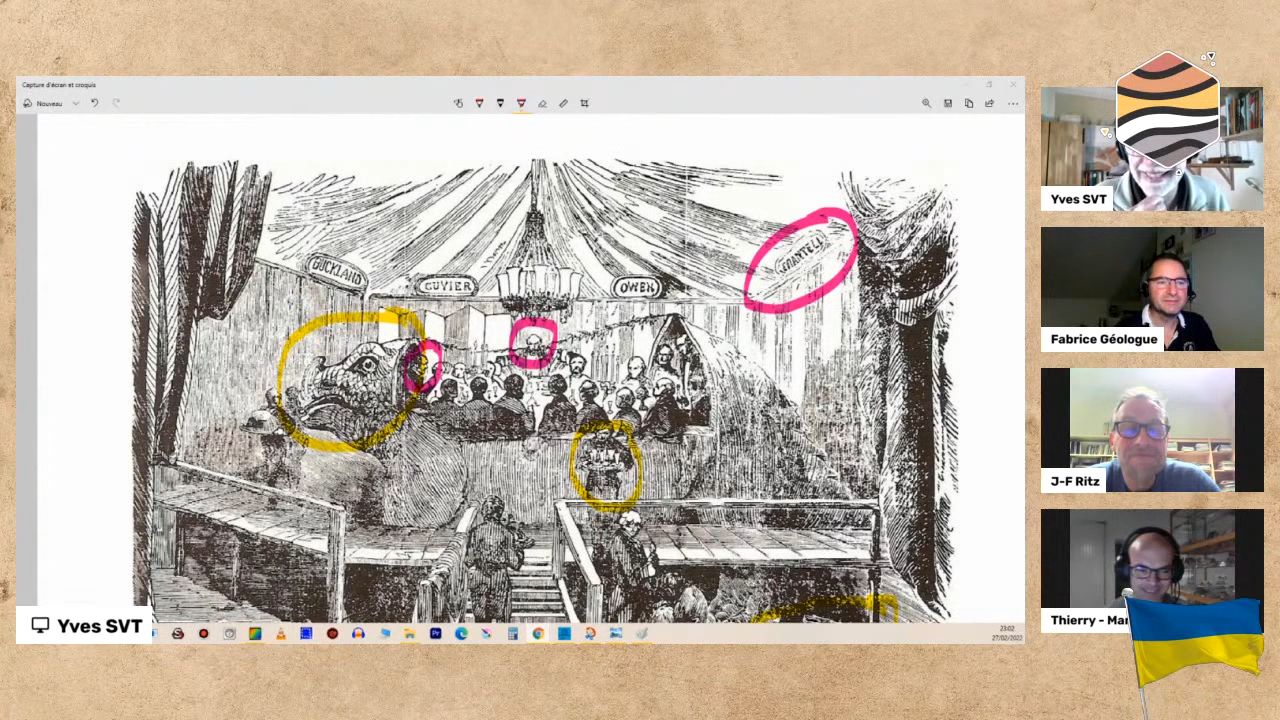 Capture d'écran et croquis
Nouveau
BUCKLAND
CUVIER
OWEN
MANTELL
Yves SVT
Fabrice Géologue
J-F Ritz
Thierry - Mar
Yves SVT
23:02
27/02/2022